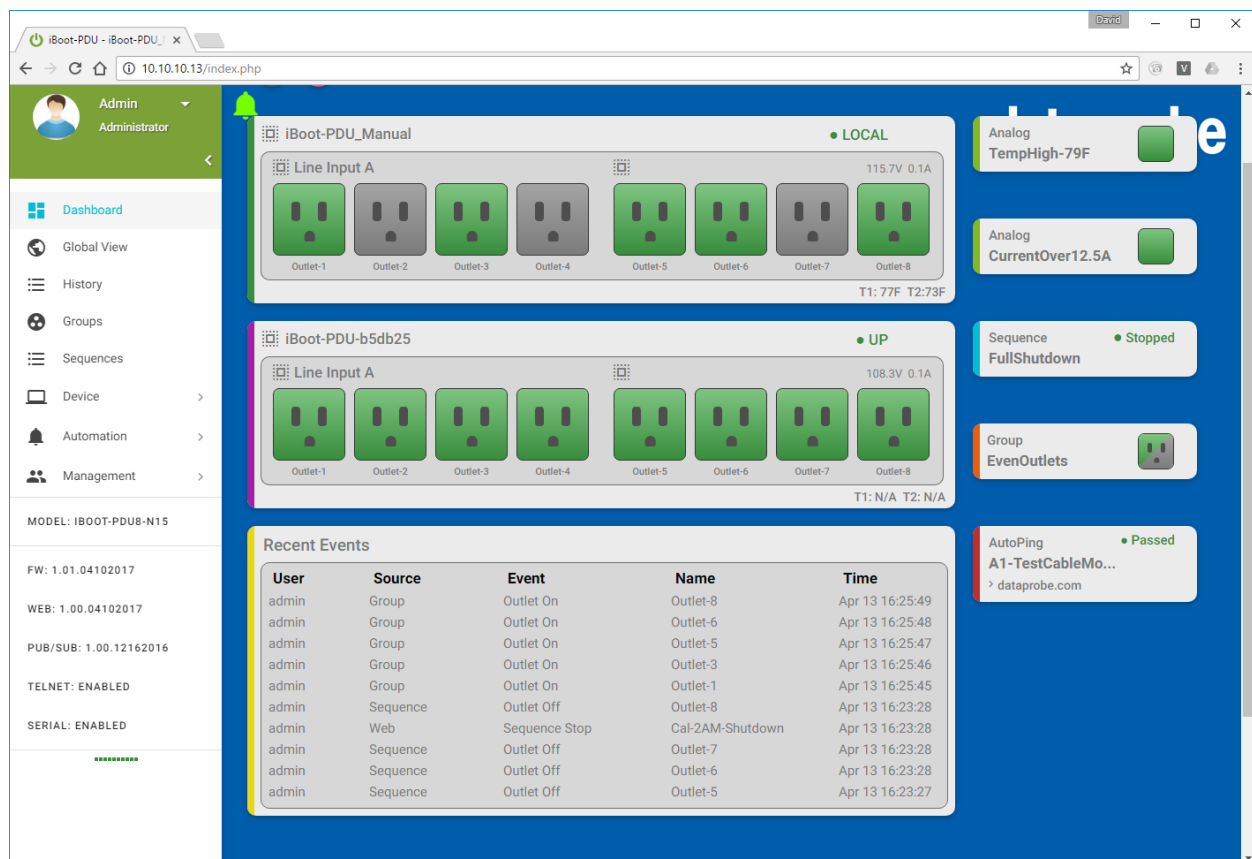 David
iBoot-PDU - iBoot-PDU_
10.10.10.13/index.php
V
Admin
Administrator
Dashboard
Global View
History
Groups
Sequences
Device
Automation
Management
MODEL: IBOOT-PDU8-N15
FW: 1.01.04102017
WEB: 1.00.04102017
PUB/SUB: 1.00.12162016
TELNET: ENABLED
SERIAL: ENABLED
iBoot-PDU_Manual
LOCAL
Line Input A
115.7V 0.1A
Outlet-1 Outlet-2 Outlet-3 Outlet-4 Outlet-5 Outlet-6 Outlet-7 Outlet-8
T1: 77F T2:73F
iBoot-PDU-b5db25
UP
Line Input A
108.3V 0.1A
Outlet-1 Outlet-2 Outlet-3 Outlet-4 Outlet-5 Outlet-6 Outlet-7 Outlet-8
T1: N/A T2: N/A
Recent Events
User Source Event Name Time
admin Group Outlet On Outlet-8 Apr 13 16:25:49
admin Group Outlet On Outlet-6 Apr 13 16:25:48
admin Group Outlet On Outlet-5 Apr 13 16:25:47
admin Group Outlet On Outlet-3 Apr 13 16:25:46
admin Group Outlet On Outlet-1 Apr 13 16:25:45
admin Sequence Outlet Off Outlet-8 Apr 13 16:23:28
admin Web Sequence Stop Cal-2AM-Shutdown Apr 13 16:23:28
admin Sequence Outlet Off Outlet-7 Apr 13 16:23:28
admin Sequence Outlet Off Outlet-6 Apr 13 16:23:28
admin Sequence Outlet Off Outlet-5 Apr 13 16:23:27
Analog
TempHigh-79F
Analog
CurrentOver12.5A
Sequence
Stopped
FullShutdown
Group
EvenOutlets
AutoPing
Passed
A1-TestCableMo...
> dataprobe.com